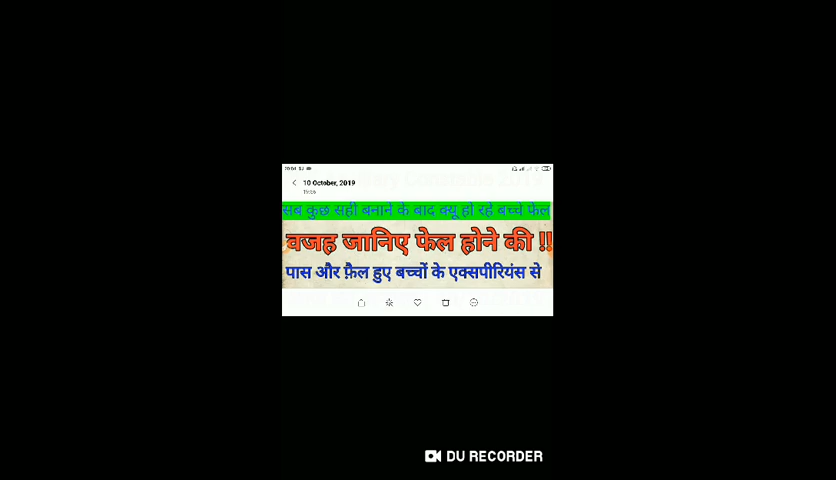 10 October, 2019
सब कुछ सही बनाने के बाद क्यू हो रहे बच्चे फेल
वजह जानिए फेल होने की !!
पास और फ़ैल हुए बच्चों के एक्सपीरियंस से
DU RECORDER